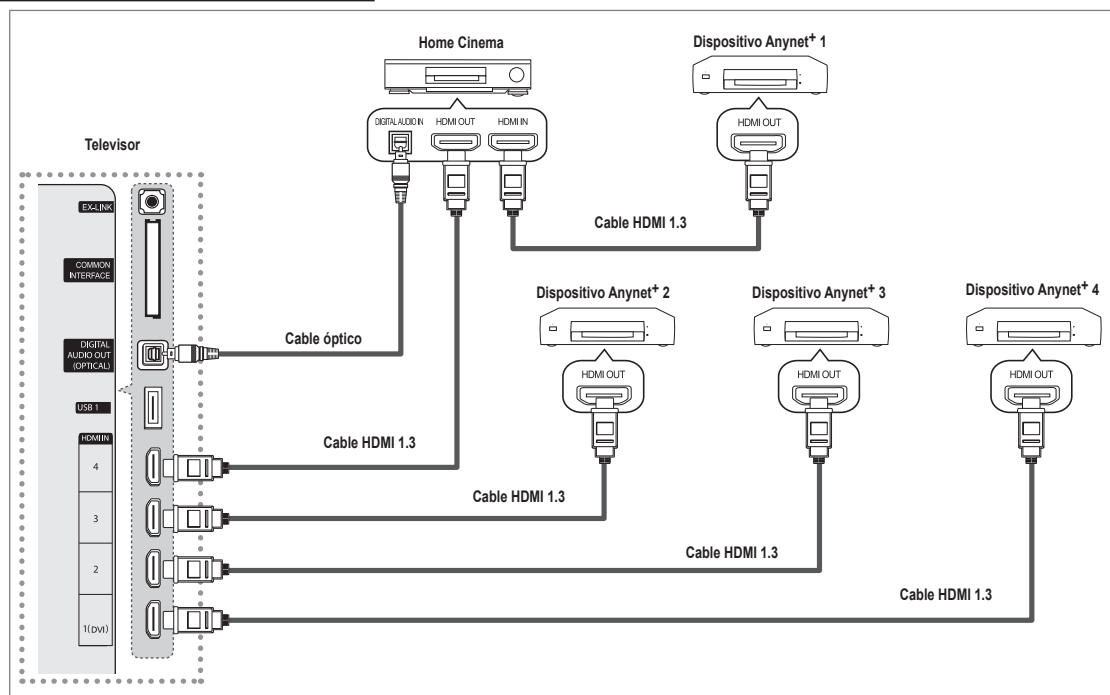 Home Cinema
Dispositivo Anynet+ 1
DIGITAL AUDIO IN
HDMI OUT
HDMI IN
HDMI OUT
Televisor
EX-LINK
Cable HDMI 1.3
COMMON
INTERFACE
Dispositivo Anynet+ 2
Dispositivo Anynet+ 3
Dispositivo Anynet+ 4
Cable óptico
DIGITAL
AUDIO OUT
(OPTICAL)
HDMI OUT
HDMI OUT
HDMI OUT
USB 1
HDMI IN
Cable HDMI 1.3
4
Cable HDMI 1.3
3
Cable HDMI 1.3
2
Cable HDMI 1.3
1(DVI)